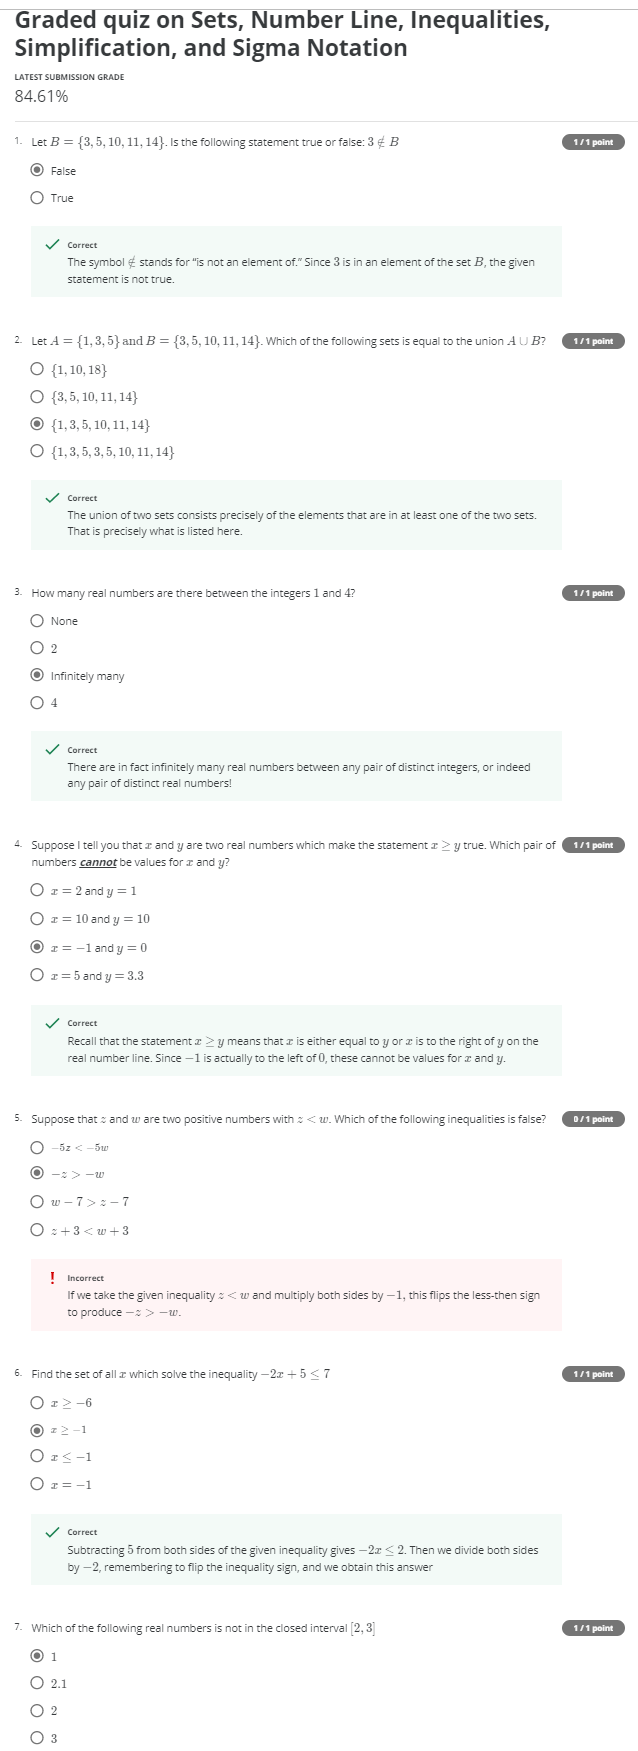 Graded quiz on Sets, Number Line, Inequalities,
Simplification, and Sigma Notation
LATEST SUBMISSION GRADE
84.61%
1. Let B = {3, 5, 10, 11, 14}. Is the following statement true or false: 3 ∉ B
1 / 1 point
False
True
Correct
The symbol ∉ stands for "is not an element of." Since 3 is in an element of the set B, the given
statement is not true.
2. Let A = {1, 3, 5} and B = {3, 5, 10, 11, 14}. Which of the following sets is equal to the union A ∪ B?
1 / 1 point
{1, 10, 18}
{3, 5, 10, 11, 14}
{1, 3, 5, 10, 11, 14}
{1, 3, 5, 3, 5, 10, 11, 14}
Correct
The union of two sets consists precisely of the elements that are in at least one of the two sets.
That is precisely what is listed here.
3. How many real numbers are there between the integers 1 and 4?
1 / 1 point
None
2
Infinitely many
4
Correct
There are in fact infinitely many real numbers between any pair of distinct integers, or indeed
any pair of distinct real numbers!
4. Suppose I tell you that x and y are two real numbers which make the statement x ≥ y true. Which pair of
1 / 1 point
numbers cannot be values for x and y?
x = 2 and y = 1
x = 10 and y = 10
x = −1 and y = 0
x = 5 and y = 3.3
Correct
Recall that the statement x ≥ y means that x is either equal to y or x is to the right of y on the
real number line. Since −1 is actually to the left of 0, these cannot be values for x and y.
5. Suppose that z and w are two positive numbers with z < w. Which of the following inequalities is false?
0 / 1 point
−5z < −5w
−z > −w
w − 7 > z − 7
z + 3 < w + 3
! Incorrect
If we take the given inequality z < w and multiply both sides by −1, this flips the less-then sign
to produce −z > −w.
6. Find the set of all x which solve the inequality −2x + 5 ≤ 7
1 / 1 point
x ≥ −6
x ≥ −1
x ≤ −1
x = −1
Correct
Subtracting 5 from both sides of the given inequality gives −2x ≤ 2. Then we divide both sides
by −2, remembering to flip the inequality sign, and we obtain this answer
7. Which of the following real numbers is not in the closed interval [2, 3]
1 / 1 point
1
2.1
2
3